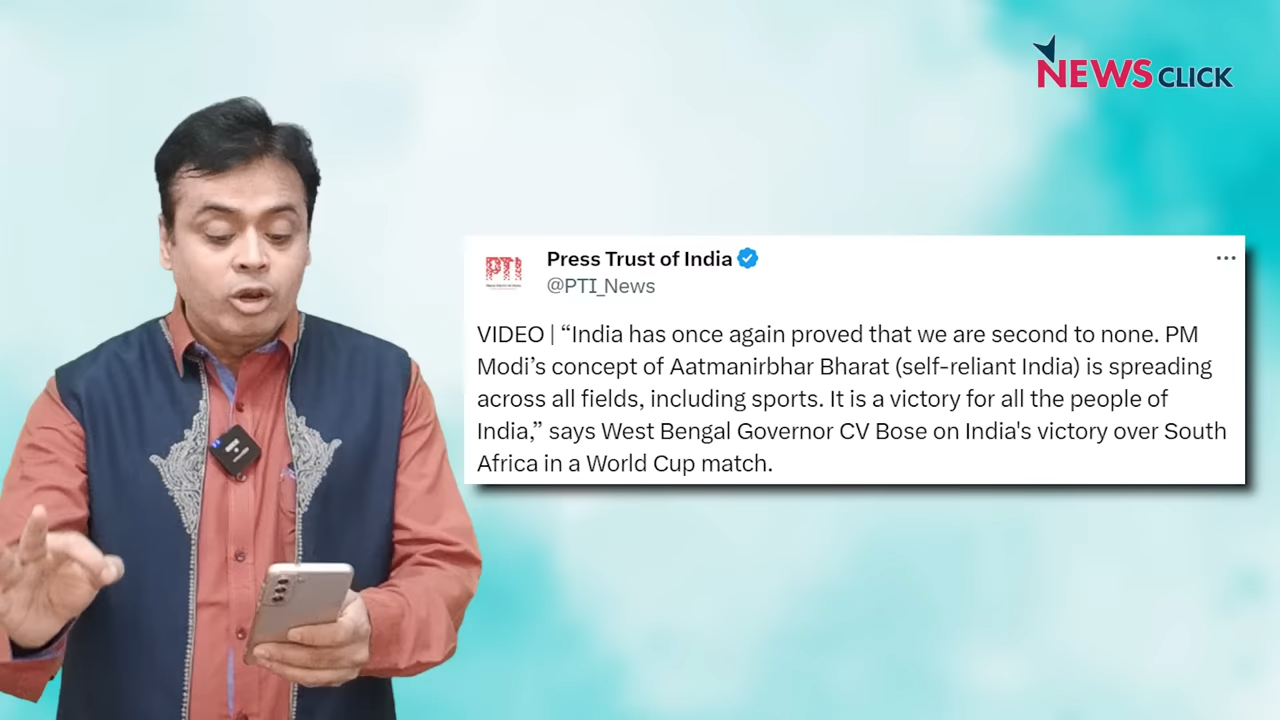 NEWS CLICK
PTI
Press Trust of India
@PTI_News
VIDEO | “India has once again proved that we are second to none. PM
Modi’s concept of Aatmanirbhar Bharat (self-reliant India) is spreading
across all fields, including sports. It is a victory for all the people of
India,” says West Bengal Governor CV Bose on India's victory over South
Africa in a World Cup match.